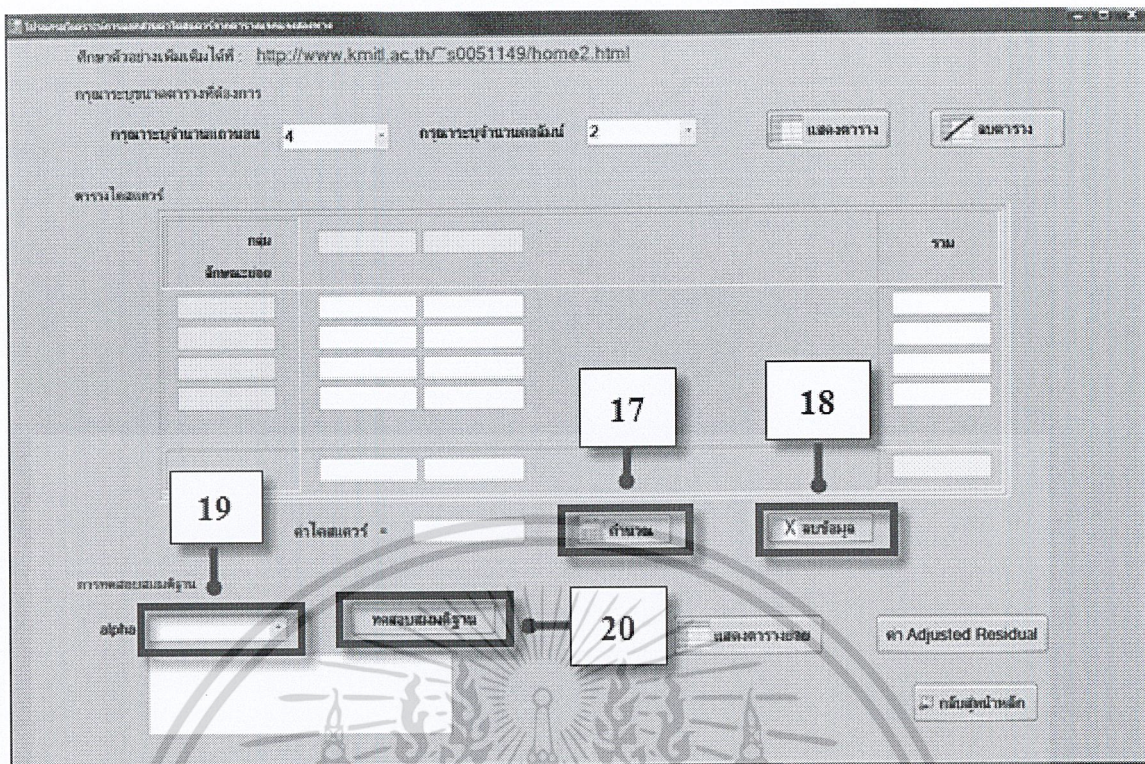 ศึกษาตัวอย่างเพิ่มเติมได้ที่ : http://www.kmitl.ac.th/~s0051149/home2.html
กรุณาระบุขนาดตารางที่ต้องการ
กรุณาระบุจำนวนแถวนอน 4 กรุณาระบุจำนวนคอลัมน์ 2 แสดงตาราง ลบตาราง
ตารางไคสแควร์
กลุ่ม รวม
ลักษณะย่อย
17 18
19
ค่าไคสแควร์ = คำนวณ X ลบข้อมูล
การทดสอบสมมติฐาน
alpha ทดสอบสมมติฐาน 20 แสดงตารางย่อย ค่า Adjusted Residual
กลับสู่หน้าหลัก